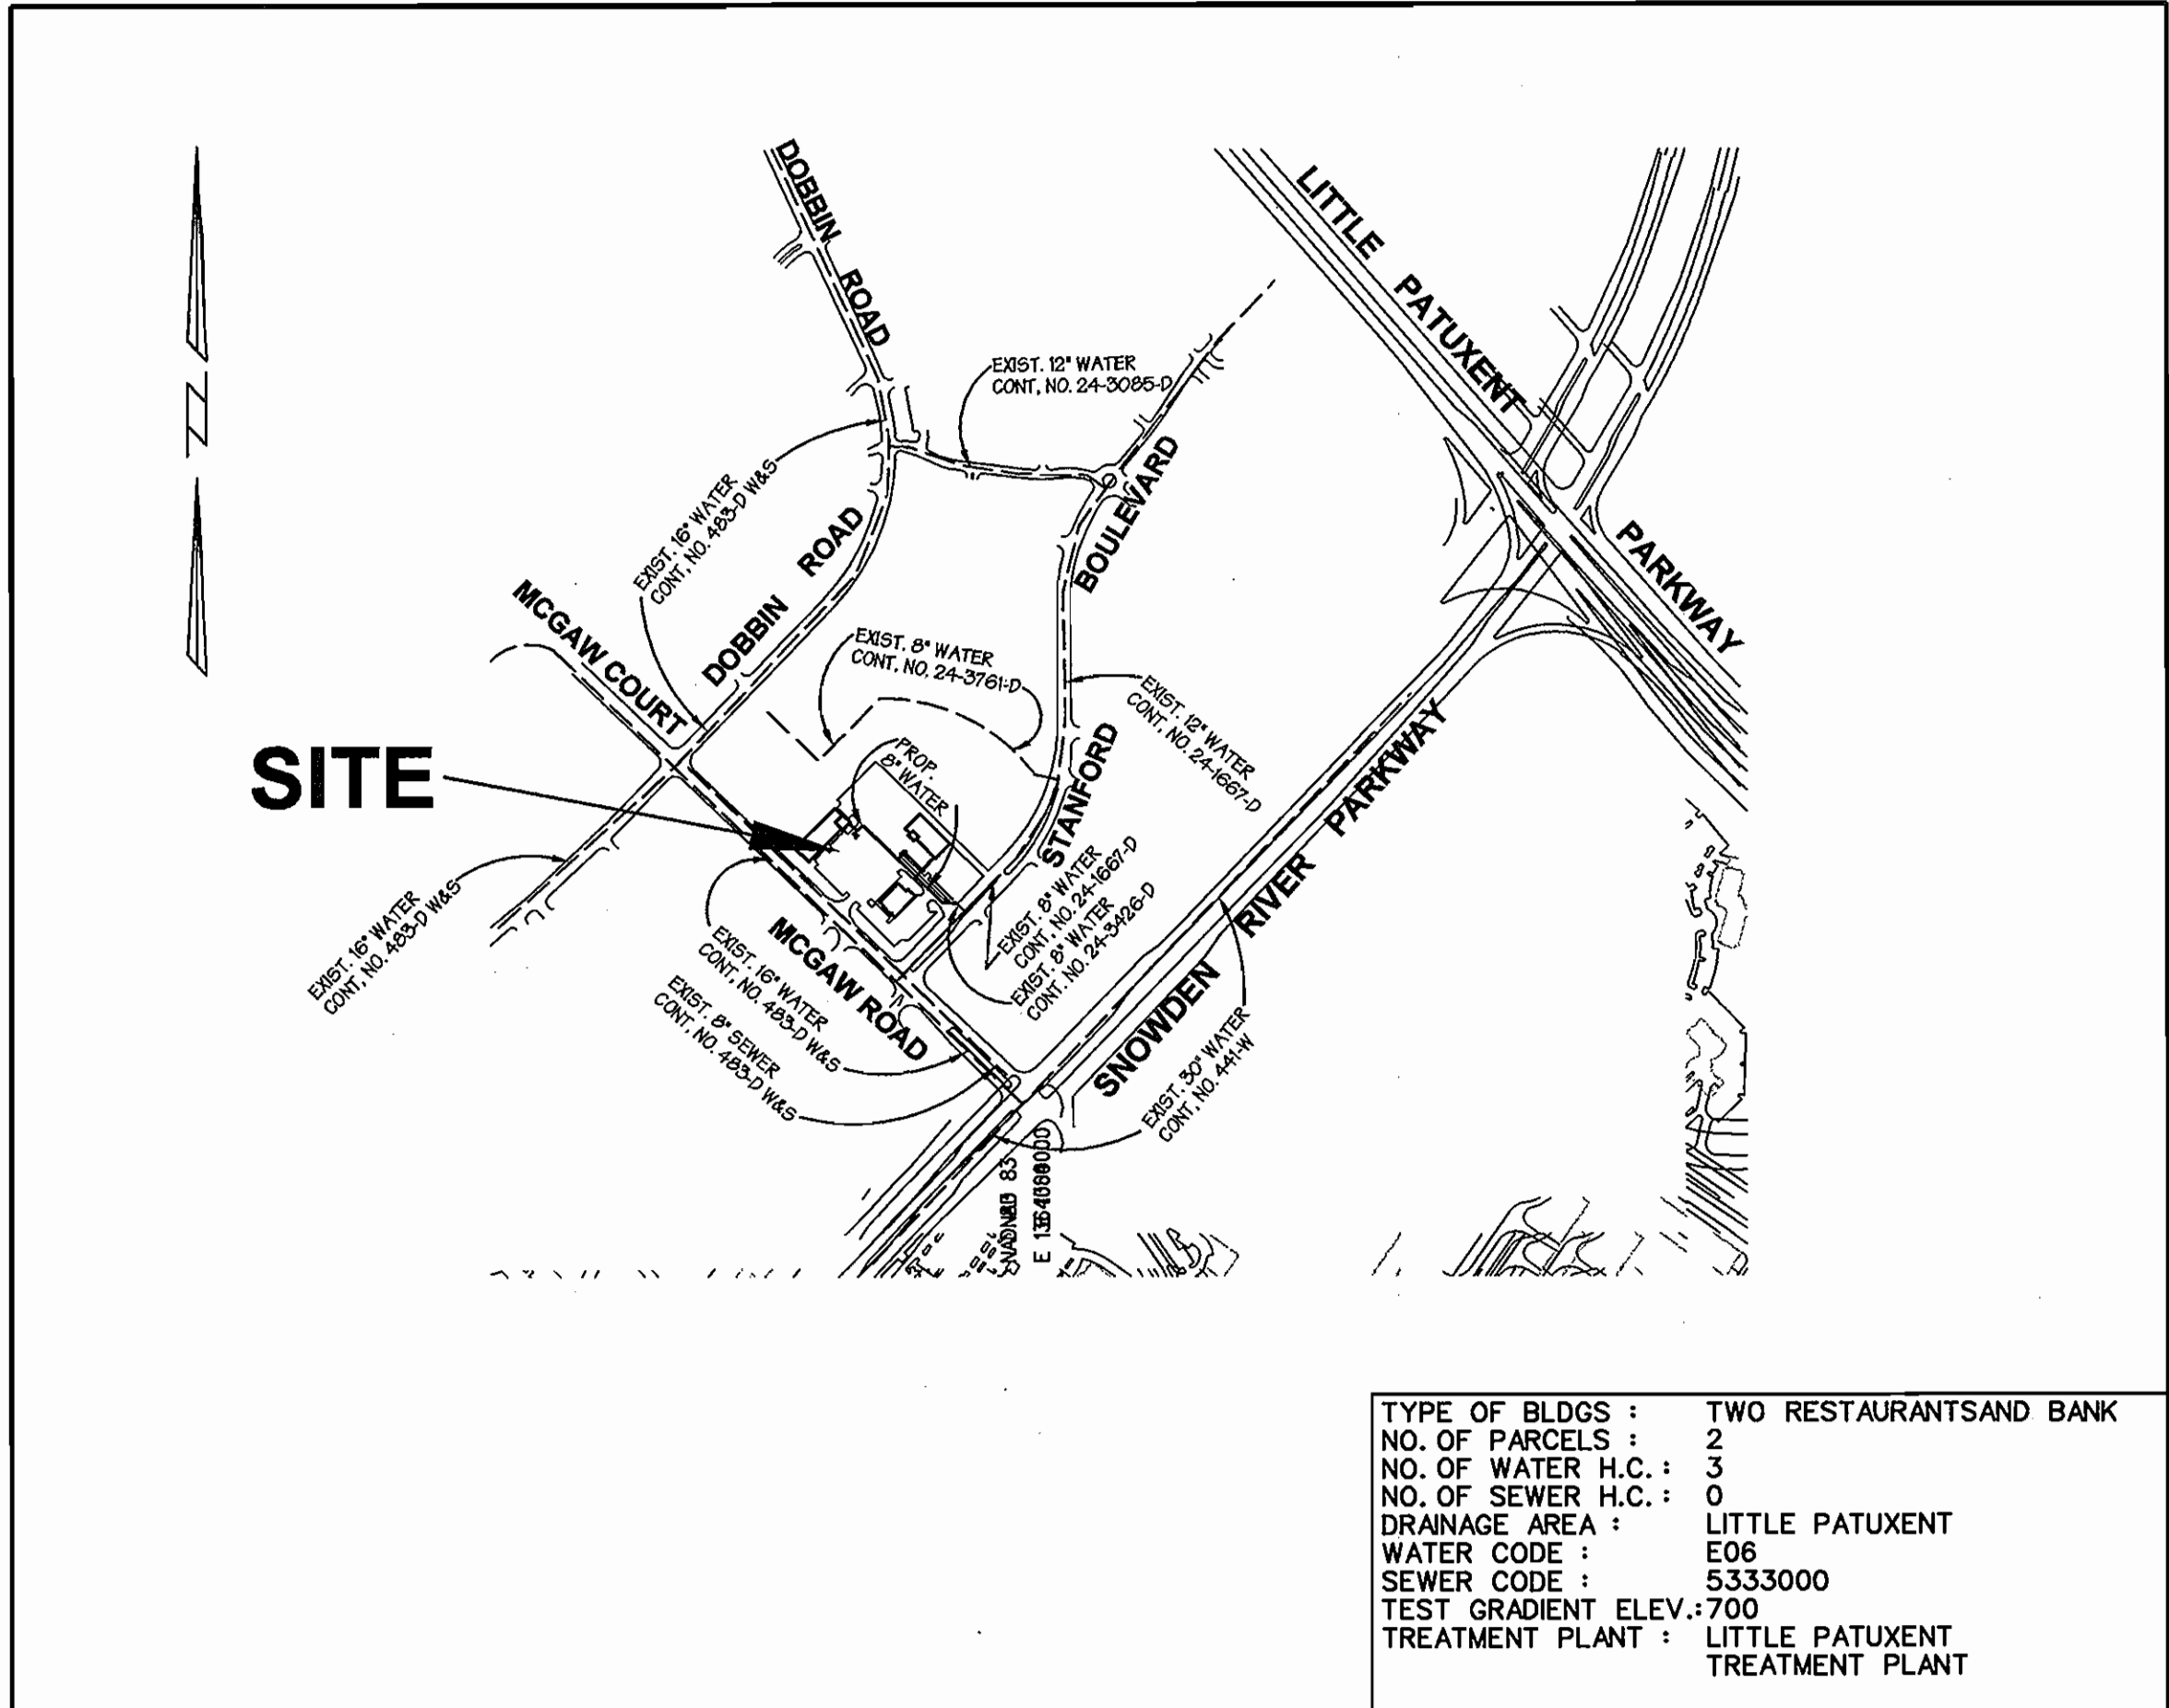 DOBBIN ROAD
LITTLE PATUXENT PARKWAY
EXIST. 12" WATER
CONT. NO. 24-3085-D
EXIST. 16" WATER
CONT. NO. 483-D W&S
BOULEVARD
DOBBIN ROAD
MCGAW COURT
EXIST. 8" WATER
CONT. NO. 24-3761-D
EXIST. 12" WATER
CONT. NO. 24-1667-D
SITE
PROP.
8" WATER
STANFORD
N
EXIST. 16" WATER
CONT. NO. 483-D W&S
EXIST. 8" WATER
CONT. NO. 24-1667-D
EXIST. 8" WATER
CONT. NO. 24-3426-D
MCGAW ROAD
EXIST. 16" WATER
CONT. NO. 483-D W&S
EXIST. 8" SEWER
CONT. NO. 483-D W&S
SNOWDEN RIVER PARKWAY
EXIST. 30" WATER
CONT. NO. 441-W
83
TYPE OF BLDGS : TWO RESTAURANTSAND BANK
NO. OF PARCELS : 2
NO. OF WATER H.C. : 3
NO. OF SEWER H.C. : 0
DRAINAGE AREA : LITTLE PATUXENT
WATER CODE : E06
SEWER CODE : 5333000
TEST GRADIENT ELEV.:700
TREATMENT PLANT : LITTLE PATUXENT
TREATMENT PLANT